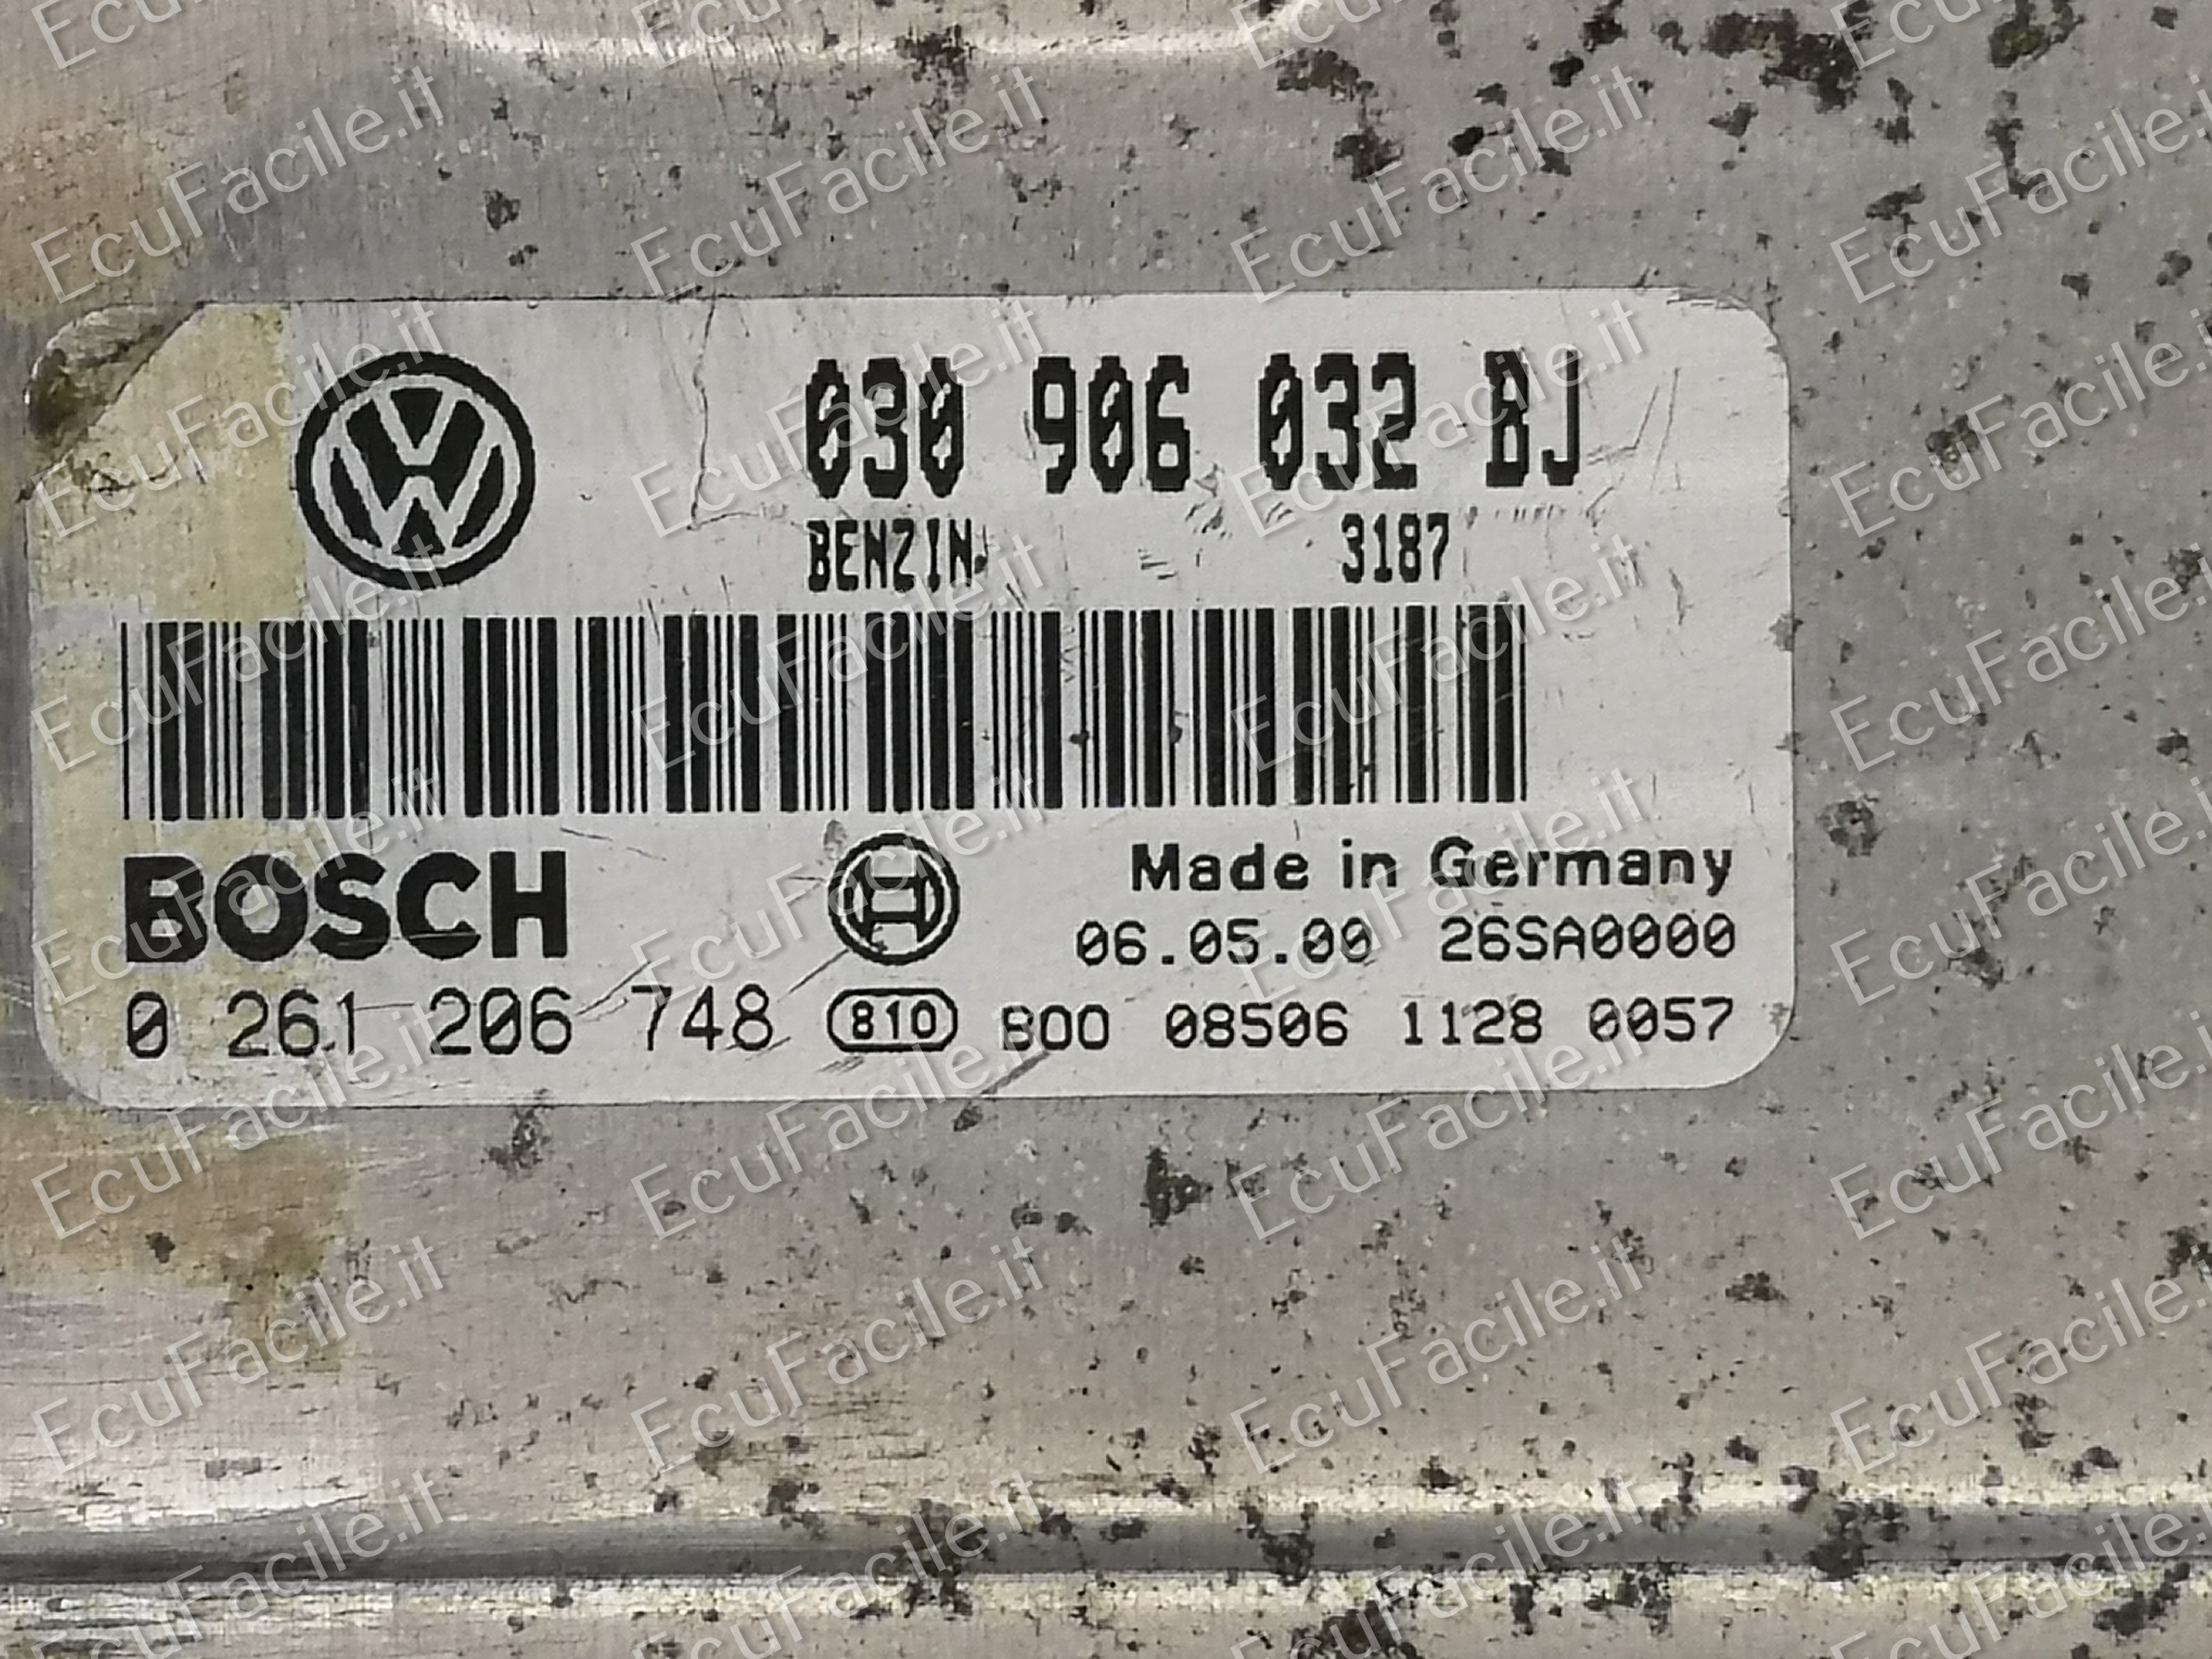 030 906 032 BJ
BENZIN
3187
BOSCH
Made in Germany
06.05.00 26SA0000
0 261 206 748 810 B00 08506 1128 0057
EcuFacile.it